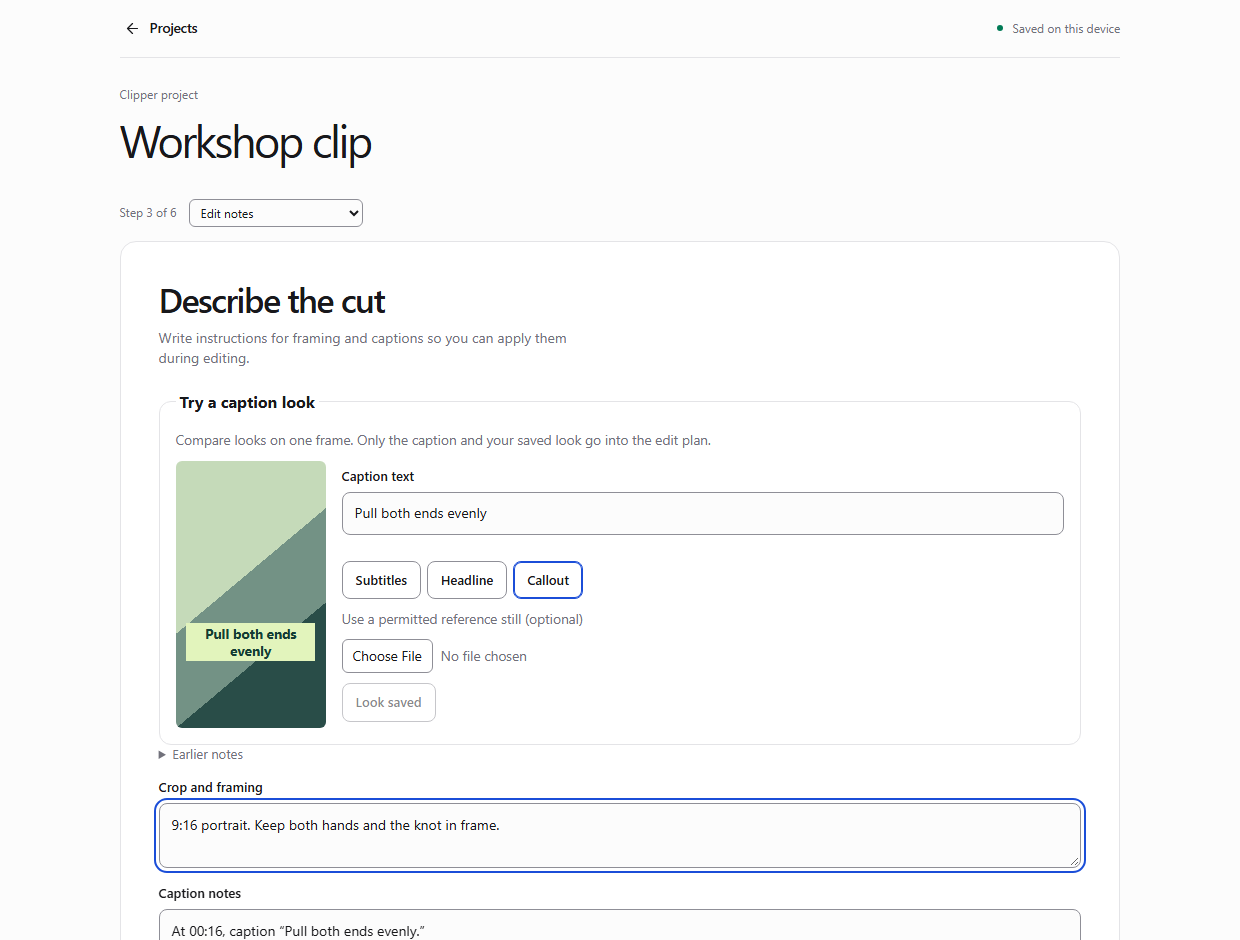 Projects
Saved on this device
Clipper project
Workshop clip
Step 3 of 6
Edit notes
Describe the cut
Write instructions for framing and captions so you can apply them
during editing.
Try a caption look
Compare looks on one frame. Only the caption and your saved look go into the edit plan.
Pull both ends
evenly
Caption text
Pull both ends evenly
Subtitles
Headline
Callout
Use a permitted reference still (optional)
Choose File
No file chosen
Look saved
Earlier notes
Crop and framing
9:16 portrait. Keep both hands and the knot in frame.
Caption notes
At 00:16, caption “Pull both ends evenly.”